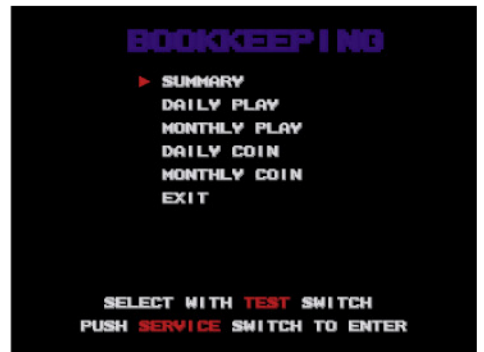 BOOKKEEPING
SUMMARY
DAILY PLAY
MONTHLY PLAY
DAILY COIN
MONTHLY COIN
EXIT
SELECT WITH TEST SWITCH
PUSH SERVICE SWITCH TO ENTER